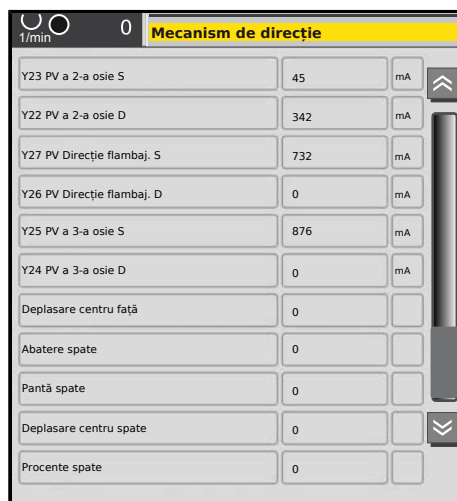 1/min 0 Mecanism de direcție
Y23 PV a 2-a osie S 45 mA
Y22 PV a 2-a osie D 342 mA
Y27 PV Direcție flambaj. S 732 mA
Y26 PV Direcție flambaj. D 0 mA
Y25 PV a 3-a osie S 876 mA
Y24 PV a 3-a osie D 0 mA
Deplasare centru față 0
Abatere spate 0
Pantă spate 0
Deplasare centru spate 0
Procente spate 0